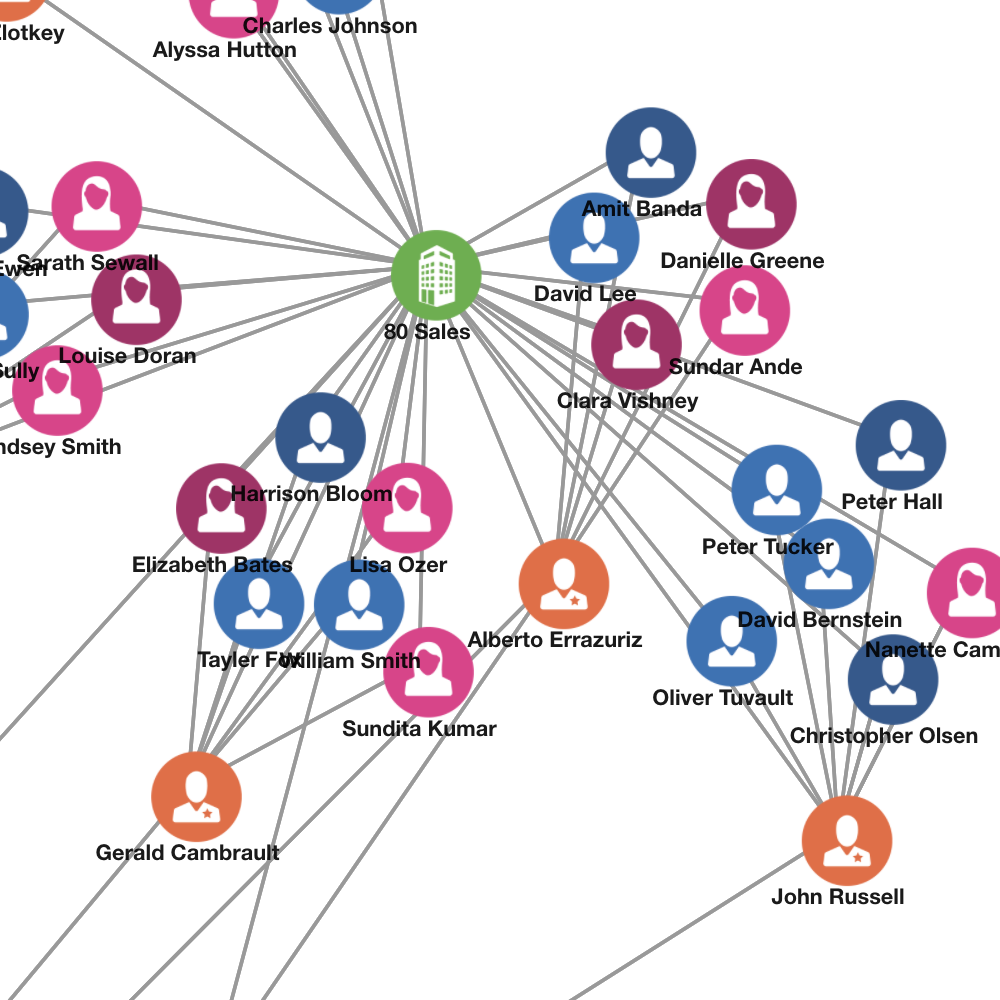 Zlotkey
Charles Johnson
Alyssa Hutton
Amit Banda
Danielle Greene
Sarath Sewall
Ewen
David Lee
80 Sales
Louise Doran
Sully
Sundar Ande
Clara Vishney
ndsey Smith
Harrison Bloom
Peter Hall
Peter Tucker
Elizabeth Bates
Lisa Ozer
David Bernstein
Alberto Errazuriz
Nanette Cam
Tayler Fox
William Smith
Oliver Tuvault
Sundita Kumar
Christopher Olsen
Gerald Cambrault
John Russell